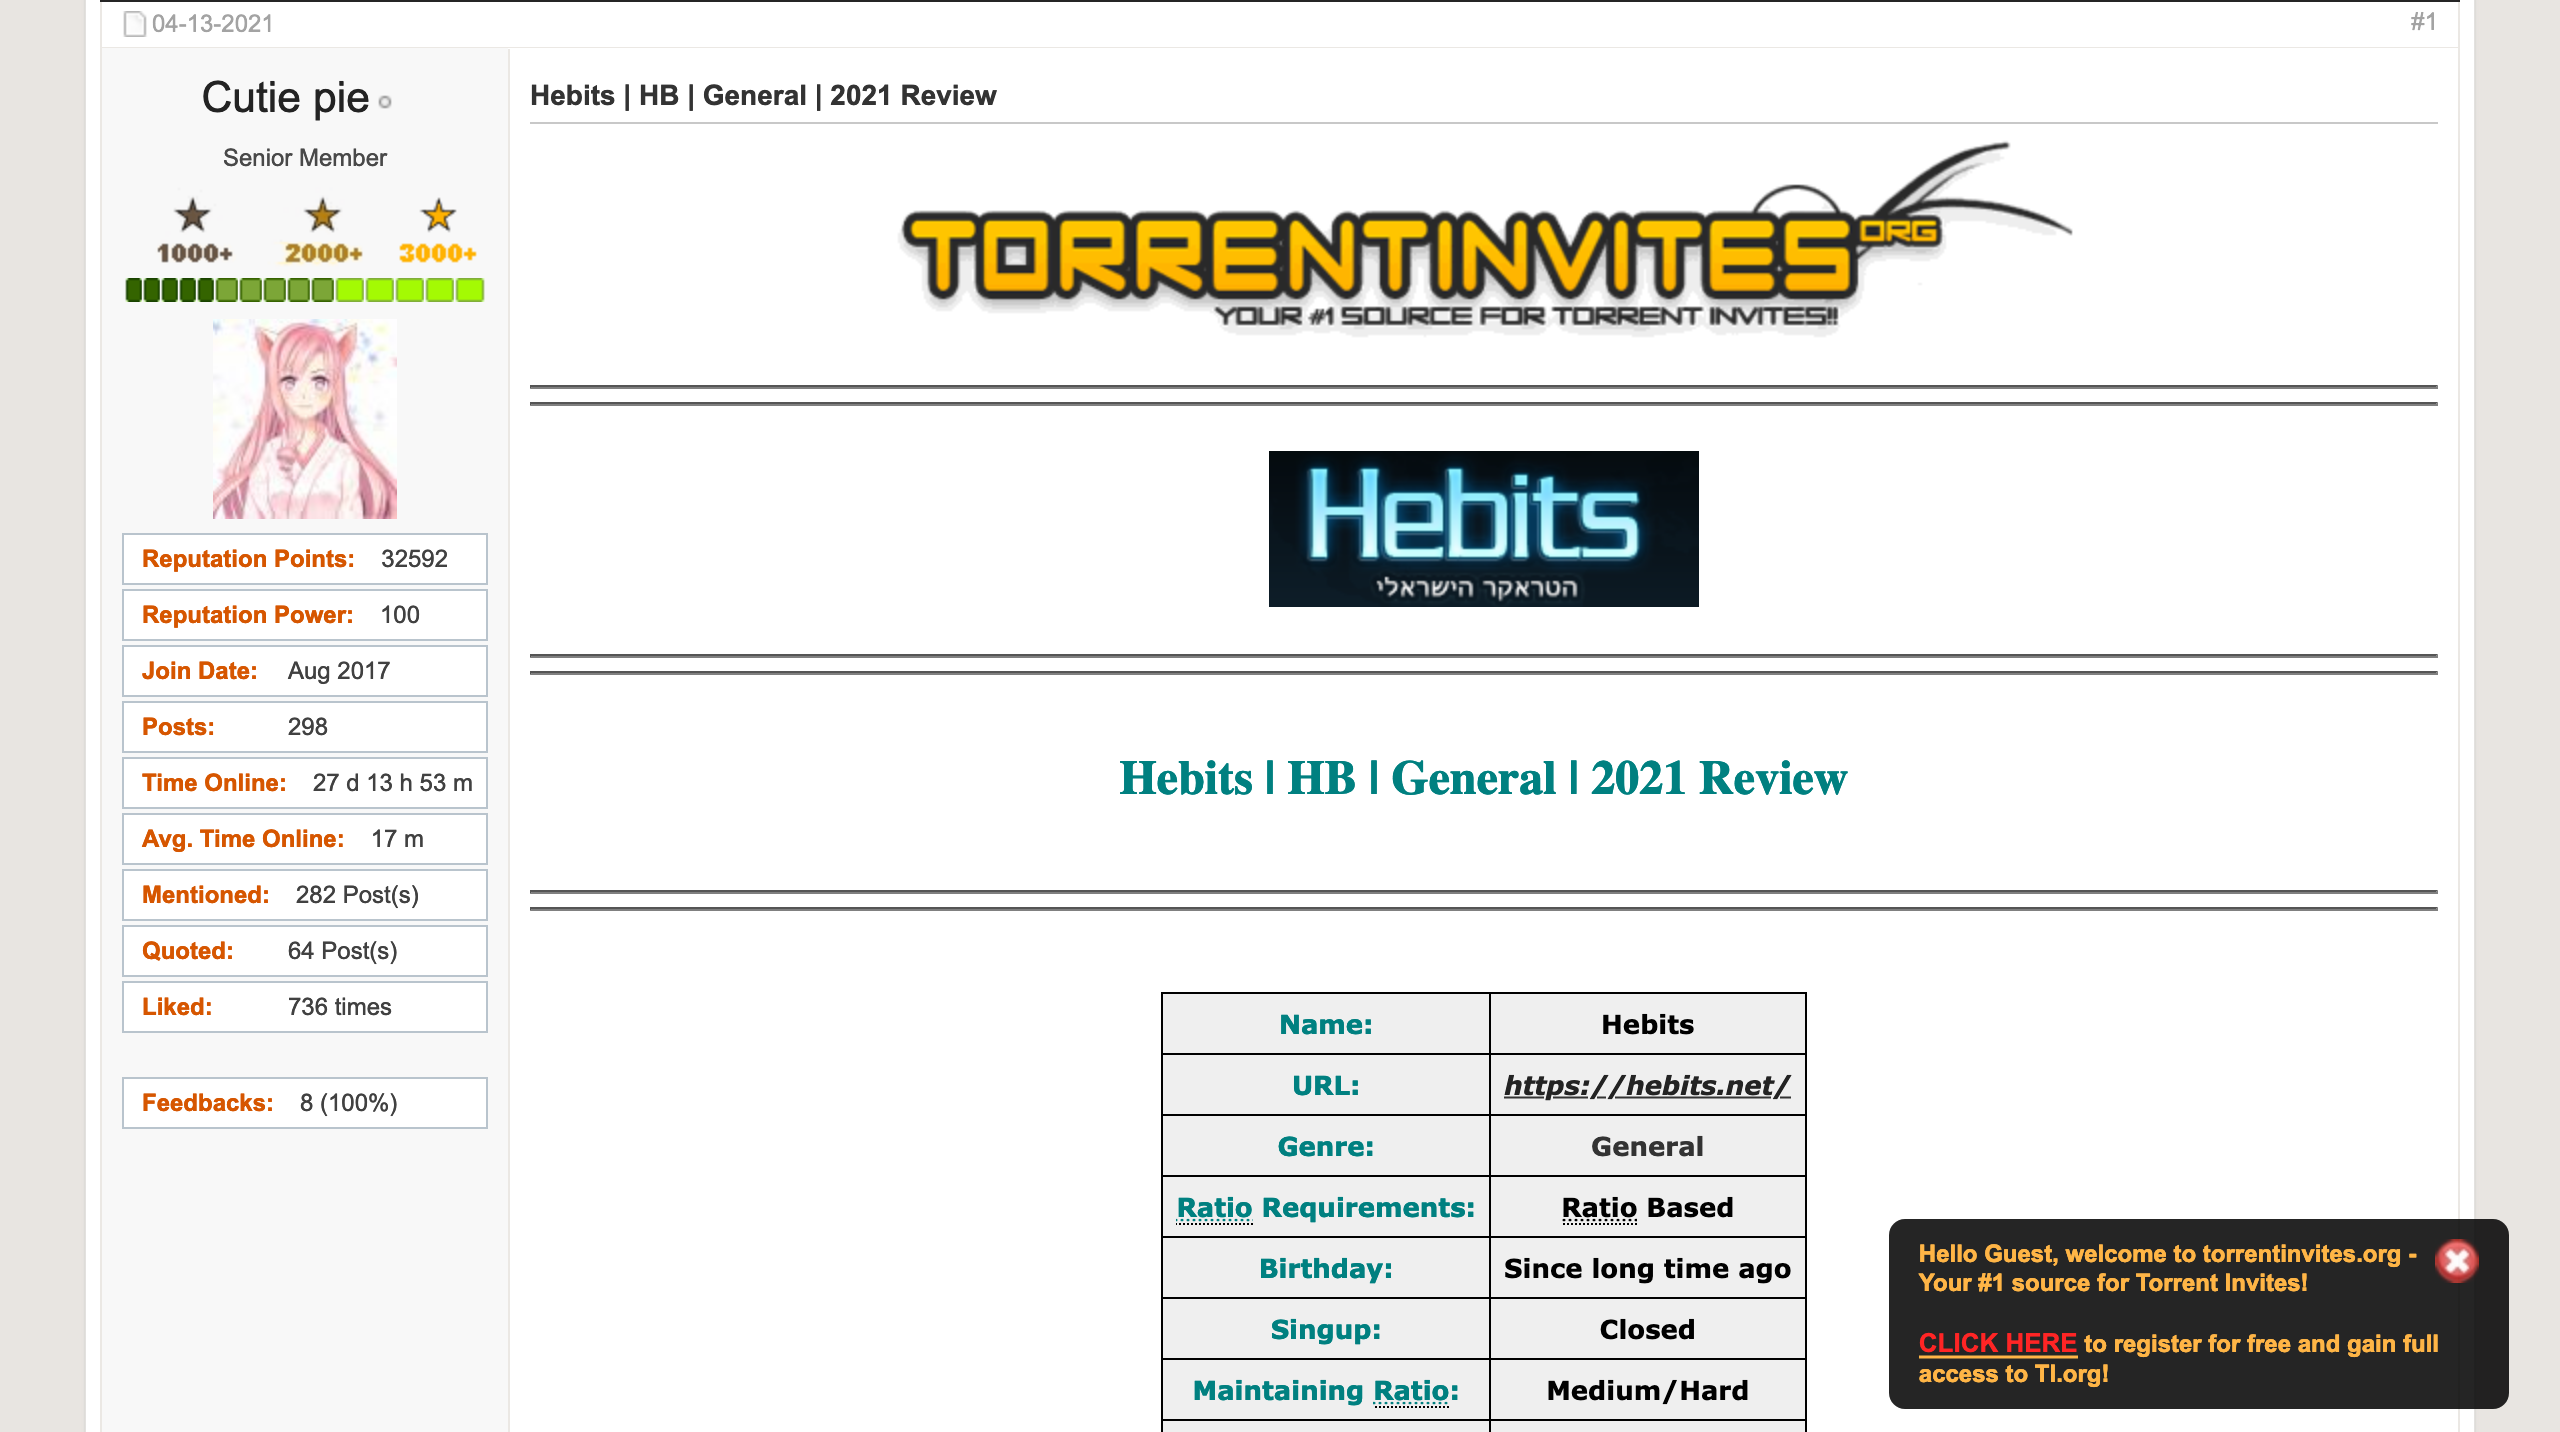 04-13-2021
#1
Cutie pie
Senior Member
1000+ 2000+ 3000+
Reputation Points: 32592
Reputation Power: 100
Join Date: Aug 2017
Posts: 298
Time Online: 27 d 13 h 53 m
Avg. Time Online: 17 m
Mentioned: 282 Post(s)
Quoted: 64 Post(s)
Liked: 736 times
Feedbacks: 8 (100%)
Hebits | HB | General | 2021 Review
TORRENTINVITES ORG
YOUR #1 SOURCE FOR TORRENT INVITES!!
Hebits
הטראקר הישראלי
Hebits | HB | General | 2021 Review
Name: Hebits
URL: https://hebits.net/
Genre: General
Ratio Requirements: Ratio Based
Birthday: Since long time ago
Singup: Closed
Maintaining Ratio: Medium/Hard
Hello Guest, welcome to torrentinvites.org -
Your #1 source for Torrent Invites!
CLICK HERE to register for free and gain full
access to TI.org!